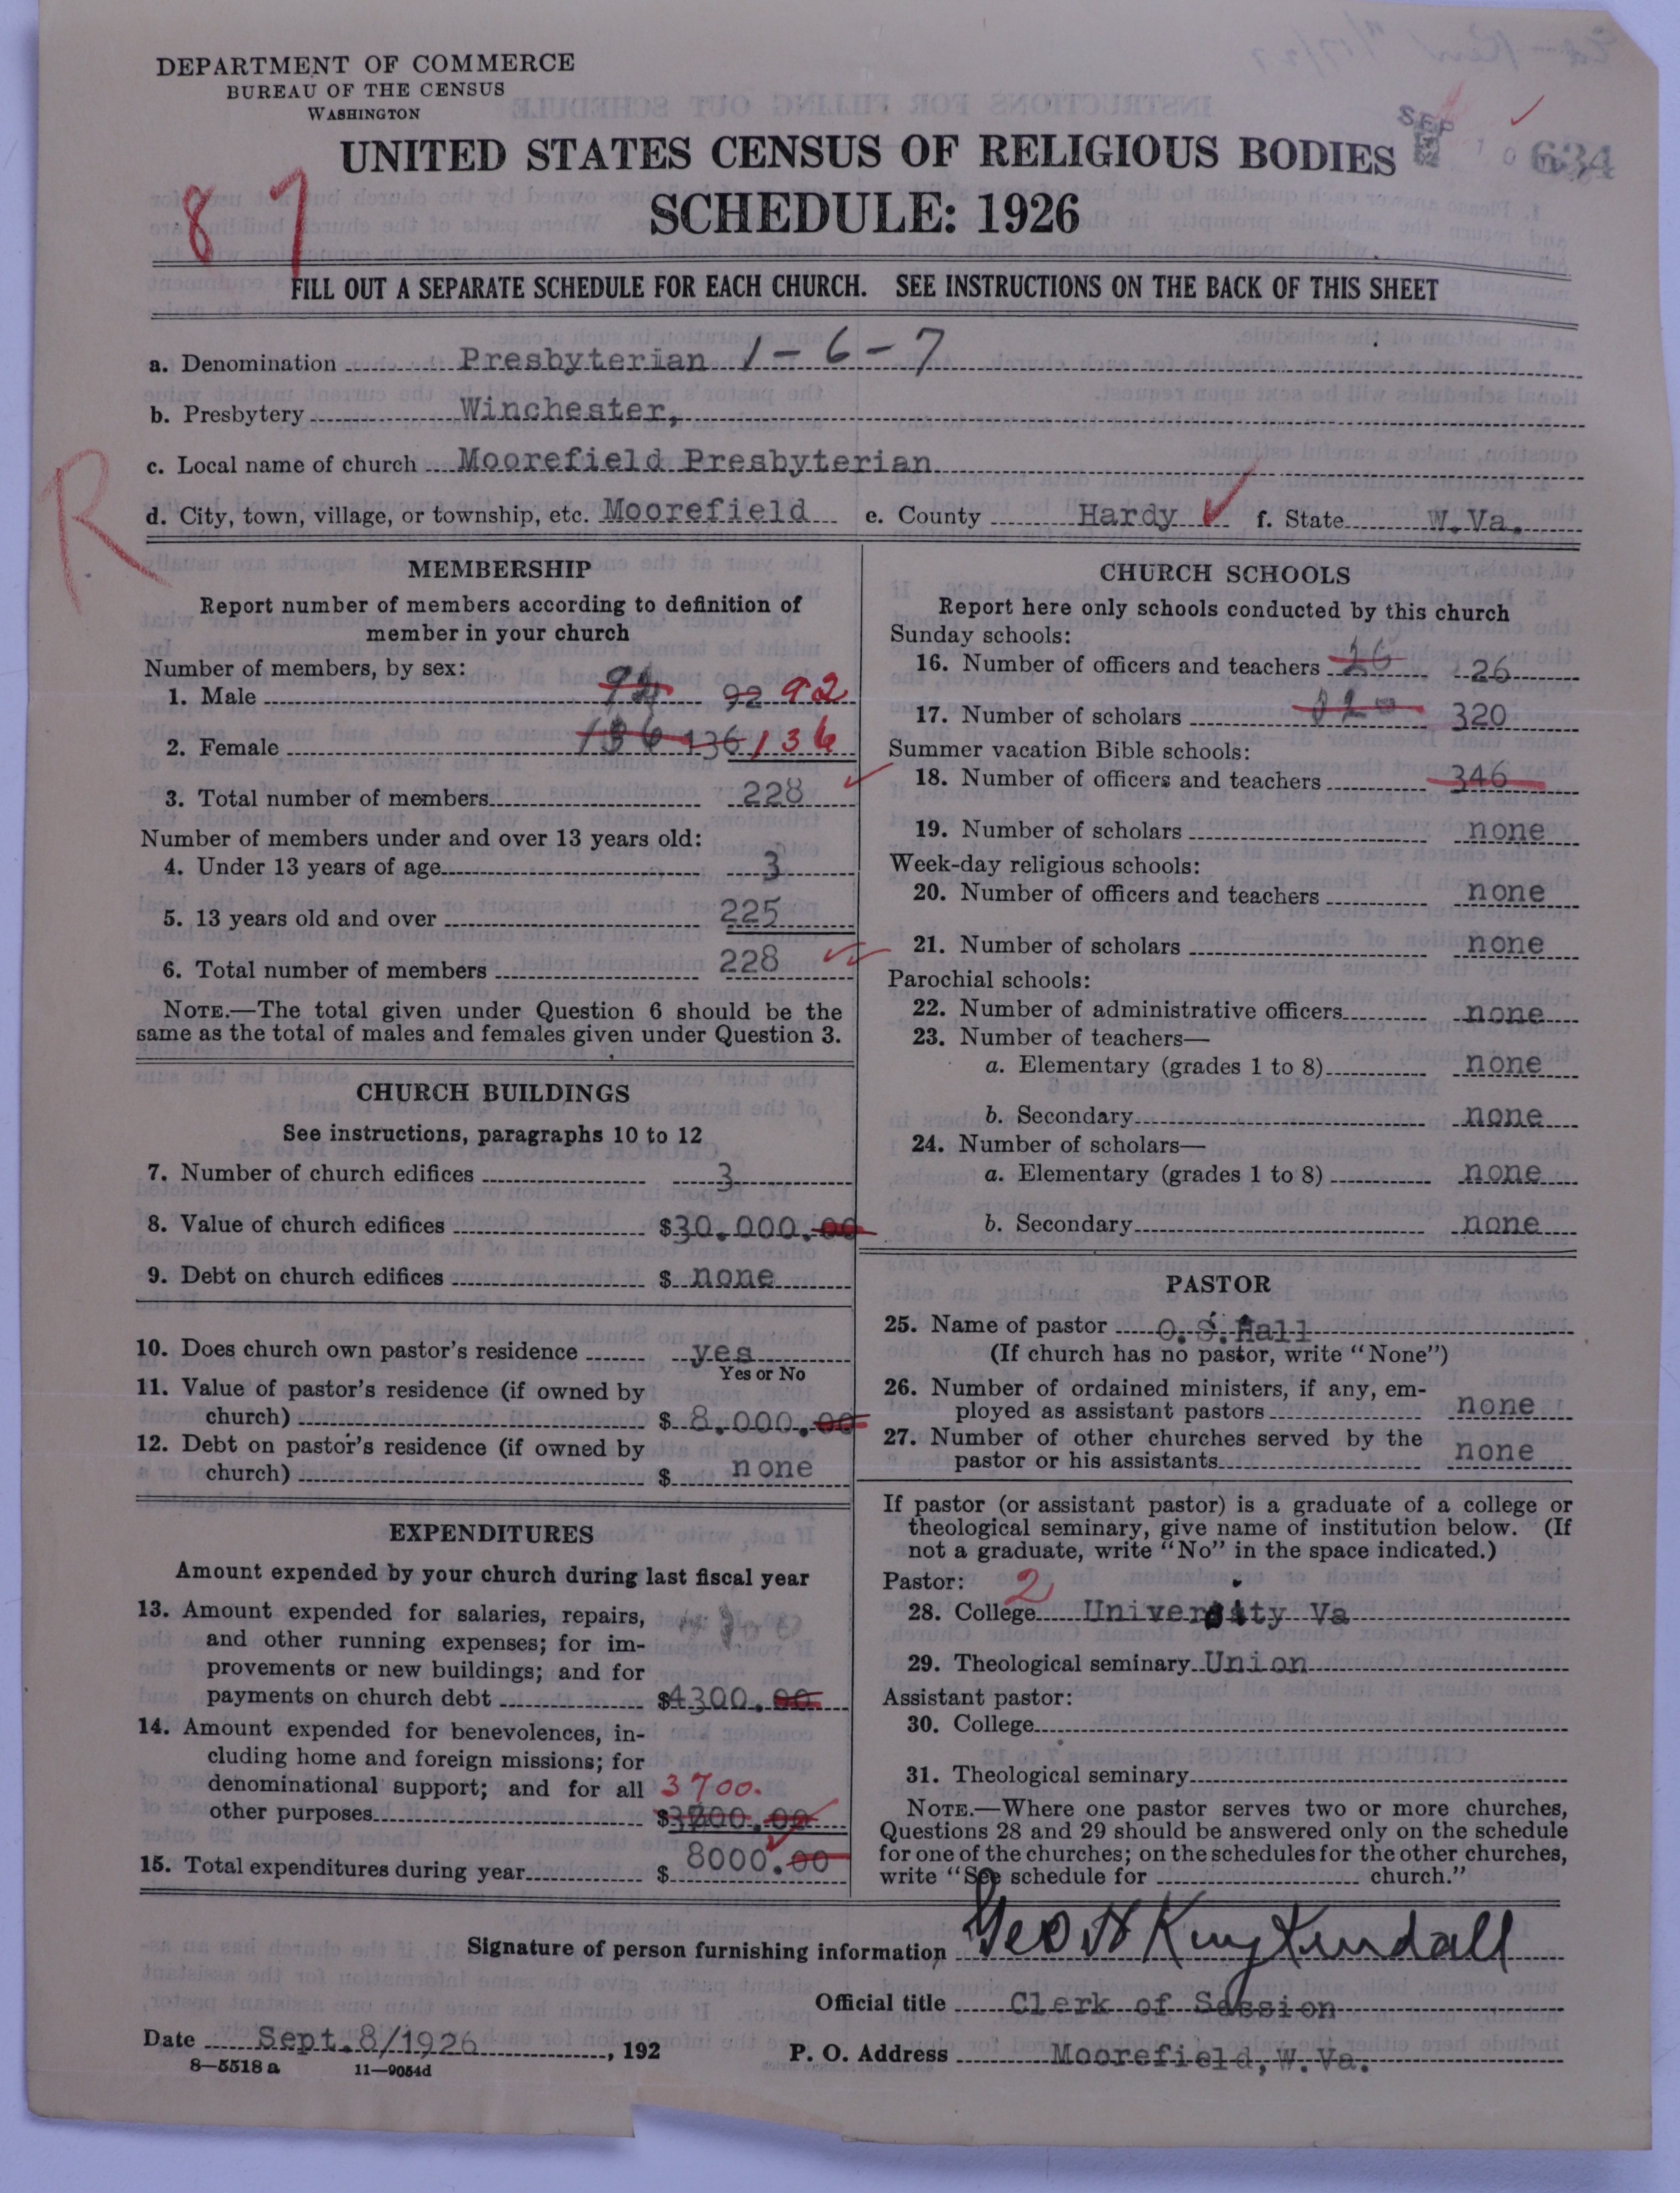 DEPARTMENT OF COMMERCE
BUREAU OF THE CENSUS
WASHINGTON
UNITED STATES CENSUS OF RELIGIOUS BODIES
SCHEDULE: 1926
SEP
634
87
FILL OUT A SEPARATE SCHEDULE FOR EACH CHURCH. SEE INSTRUCTIONS ON THE BACK OF THIS SHEET
a. Denomination Presbyterian 1-6-7
b. Presbytery Winchester,
c. Local name of church Moorefield Presbyterian
R
d. City, town, village, or township, etc. Moorefield e. County Hardy f. State W.Va.
MEMBERSHIP
Report number of members according to definition of
member in your church
Number of members, by sex:
1. Male 92 92
2. Female 136 136 136
3. Total number of members 228
Number of members under and over 13 years old:
4. Under 13 years of age 3
5. 13 years old and over 225
6. Total number of members 228
NOTE.—The total given under Question 6 should be the
same as the total of males and females given under Question 3.
CHURCH BUILDINGS
See instructions, paragraphs 10 to 12
7. Number of church edifices 3
8. Value of church edifices $30.000.00
9. Debt on church edifices $ none
10. Does church own pastor's residence yes
Yes or No
11. Value of pastor's residence (if owned by
church) $ 8.000.00
12. Debt on pastor's residence (if owned by
church) $ none
EXPENDITURES
Amount expended by your church during last fiscal year
13. Amount expended for salaries, repairs,
and other running expenses; for im-
provements or new buildings; and for
payments on church debt $4300.00
14. Amount expended for benevolences, in-
cluding home and foreign missions; for
denominational support; and for all 3700.
other purposes $
15. Total expenditures during year $ 8000.00
CHURCH SCHOOLS
Report here only schools conducted by this church
Sunday schools:
16. Number of officers and teachers 26 26
17. Number of scholars 320 320
Summer vacation Bible schools:
18. Number of officers and teachers 346
19. Number of scholars none
Week-day religious schools:
20. Number of officers and teachers none
21. Number of scholars none
Parochial schools:
22. Number of administrative officers none
23. Number of teachers—
a. Elementary (grades 1 to 8) none
b. Secondary none
24. Number of scholars—
a. Elementary (grades 1 to 8) none
b. Secondary none
PASTOR
25. Name of pastor O. S. Hall
(If church has no pastor, write "None")
26. Number of ordained ministers, if any, em-
ployed as assistant pastors none
27. Number of other churches served by the
pastor or his assistants none
If pastor (or assistant pastor) is a graduate of a college or
theological seminary, give name of institution below. (If
not a graduate, write "No" in the space indicated.)
Pastor: 2
28. College University Va
29. Theological seminary Union
Assistant pastor:
30. College
31. Theological seminary
NOTE.—Where one pastor serves two or more churches,
Questions 28 and 29 should be answered only on the schedule
for one of the churches; on the schedules for the other churches,
write "See schedule for church."
Signature of person furnishing information Geo H Kuykendall
Official title Clerk of Session
Date Sept.8/1926, 192
P. O. Address Moorefield, W.Va.
8—5518a 11—9054d